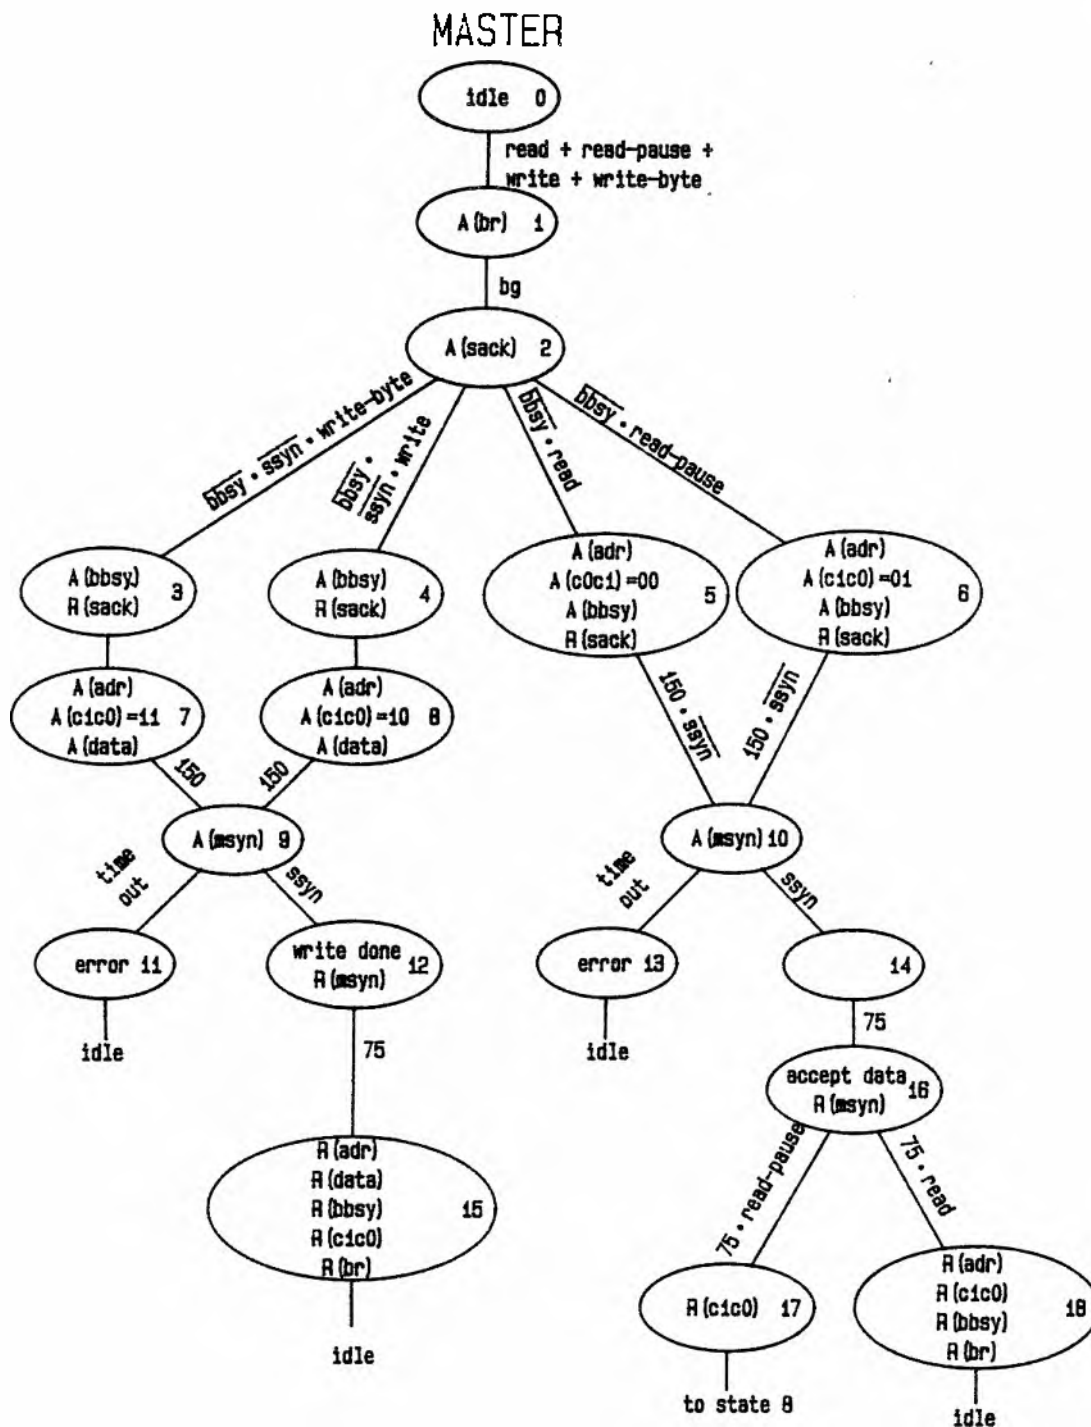 MASTER
idle 0
read + read-pause +
write + write-byte
A(br) 1
bg
A(sack) 2
bbsy · ssyn · write-byte
bbsy ·
ssyn · write
bbsy · read
bbsy · read-pause
A(bbsy)
R(sack)
3
A(bbsy)
R(sack)
4
A(adr)
A(c0c1)=00
A(bbsy)
R(sack)
5
A(adr)
A(c1c0)=01
A(bbsy)
R(sack)
6
A(adr)
A(c1c0)=11 7
A(data)
A(adr)
A(c1c0)=10 8
A(data)
150
150
150 · ssyn
150 · ssyn
A(msyn) 9
A(msyn) 10
time
out
ssyn
time
out
ssyn
error 11
write done
R(msyn)
12
error 13
14
idle
75
idle
75
accept data
R(msyn)
16
75 · read-pause
75 · read
R(adr)
R(data)
R(bbsy)
R(c1c0)
R(br)
15
R(c1c0) 17
R(adr)
R(c1c0)
R(bbsy)
R(br)
18
idle
to state 8
idle